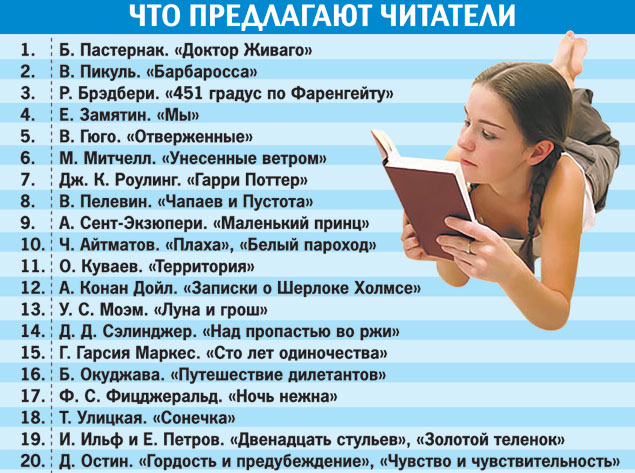 ЧТО ПРЕДЛАГАЮТ ЧИТАТЕЛИ
1. Б. Пастернак. «Доктор Живаго»
2. В. Пикуль. «Барбаросса»
3. Р. Брэдбери. «451 градус по Фаренгейту»
4. Е. Замятин. «Мы»
5. В. Гюго. «Отверженные»
6. М. Митчелл. «Унесенные ветром»
7. Дж. К. Роулинг. «Гарри Поттер»
8. В. Пелевин. «Чапаев и Пустота»
9. А. Сент-Экзюпери. «Маленький принц»
10. Ч. Айтматов. «Плаха», «Белый пароход»
11. О. Куваев. «Территория»
12. А. Конан Дойл. «Записки о Шерлоке Холмсе»
13. У. С. Моэм. «Луна и грош»
14. Д. Д. Сэлинджер. «Над пропастью во ржи»
15. Г. Гарсия Маркес. «Сто лет одиночества»
16. Б. Окуджава. «Путешествие дилетантов»
17. Ф. С. Фицджеральд. «Ночь нежна»
18. Т. Улицкая. «Сонечка»
19. И. Ильф и Е. Петров. «Двенадцать стульев», «Золотой теленок»
20. Д. Остин. «Гордость и предубеждение», «Чувство и чувствительность»